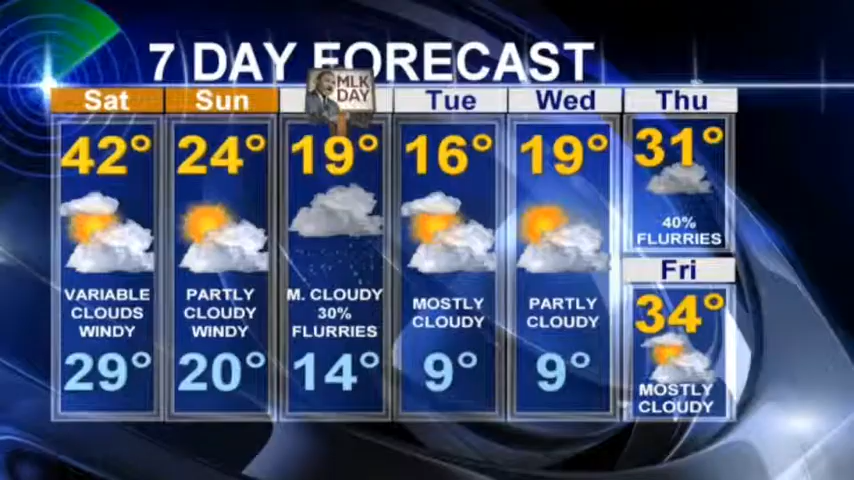 7 DAY FORECAST
Sat
42°
VARIABLE
CLOUDS
WINDY
29°
Sun
24°
PARTLY
CLOUDY
WINDY
20°
MLK
DAY
19°
M. CLOUDY
30%
FLURRIES
14°
Tue
16°
MOSTLY
CLOUDY
9°
Wed
19°
PARTLY
CLOUDY
9°
Thu
31°
40%
FLURRIES
Fri
34°
MOSTLY
CLOUDY